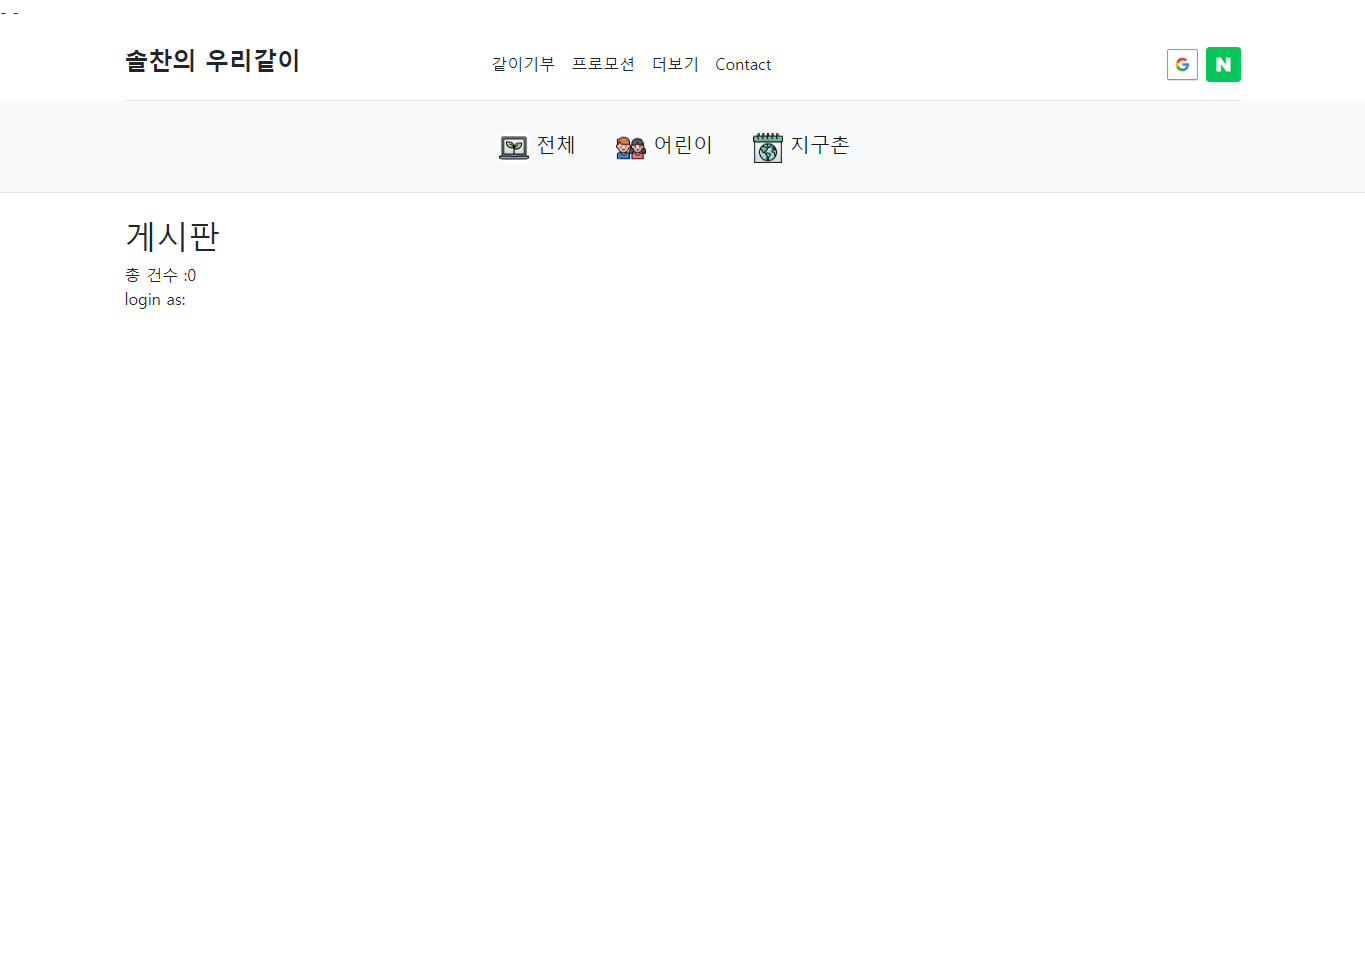 - -
솔찬의 우리같이
같이기부 프로모션 더보기 Contact
G N
전체 어린이 지구촌
게시판
총 건수 :0
login as: